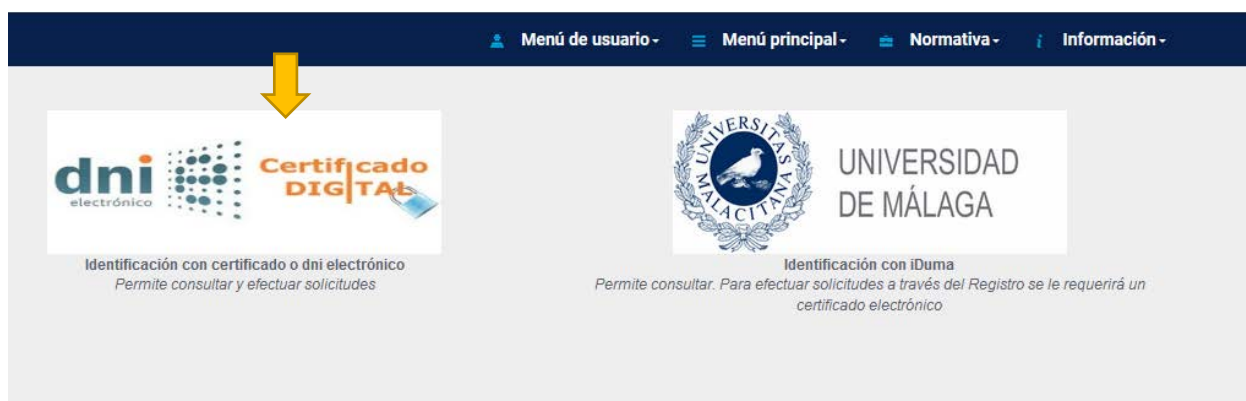 Menú de usuario
Menú principal
Normativa
Información
dni
electrónico
Certificado
DIGITAL
UNIVERSITAS MALACITANA
UNIVERSIDAD
DE MÁLAGA
Identificación con certificado o dni electrónico
Permite consultar y efectuar solicitudes
Identificación con iDuma
Permite consultar. Para efectuar solicitudes a través del Registro se le requerirá un
certificado electrónico